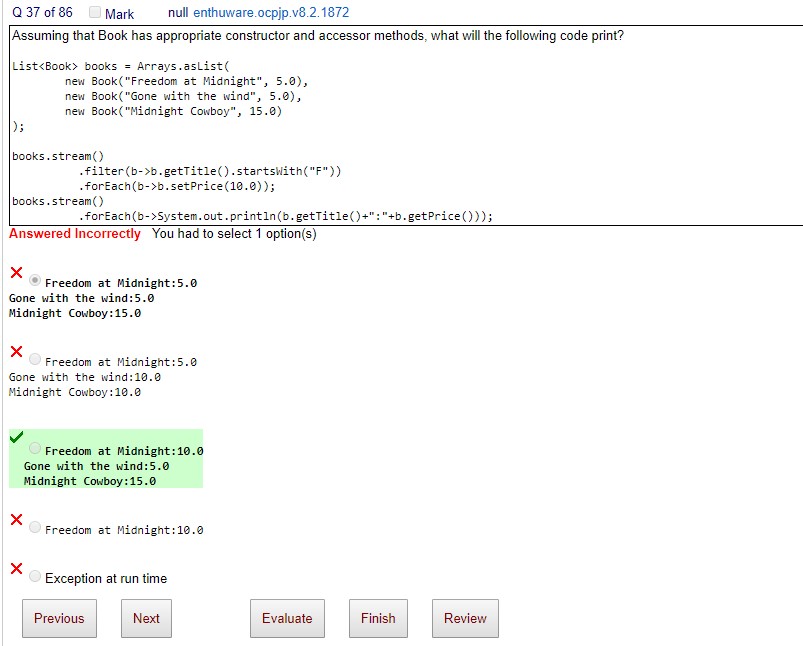 Q 37 of 86 Mark null enthuware.ocpjp.v8.2.1872
Assuming that Book has appropriate constructor and accessor methods, what will the following code print?
List<Book> books = Arrays.asList(
new Book("Freedom at Midnight", 5.0),
new Book("Gone with the wind", 5.0),
new Book("Midnight Cowboy", 15.0)
);
books.stream()
.filter(b->b.getTitle().startsWith("F"))
.forEach(b->b.setPrice(10.0));
books.stream()
.forEach(b->System.out.println(b.getTitle()+":"+b.getPrice()));
Answered Incorrectly You had to select 1 option(s)
Freedom at Midnight:5.0
Gone with the wind:5.0
Midnight Cowboy:15.0
Freedom at Midnight:5.0
Gone with the wind:10.0
Midnight Cowboy:10.0
Freedom at Midnight:10.0
Gone with the wind:5.0
Midnight Cowboy:15.0
Freedom at Midnight:10.0
Exception at run time
Previous Next Evaluate Finish Review